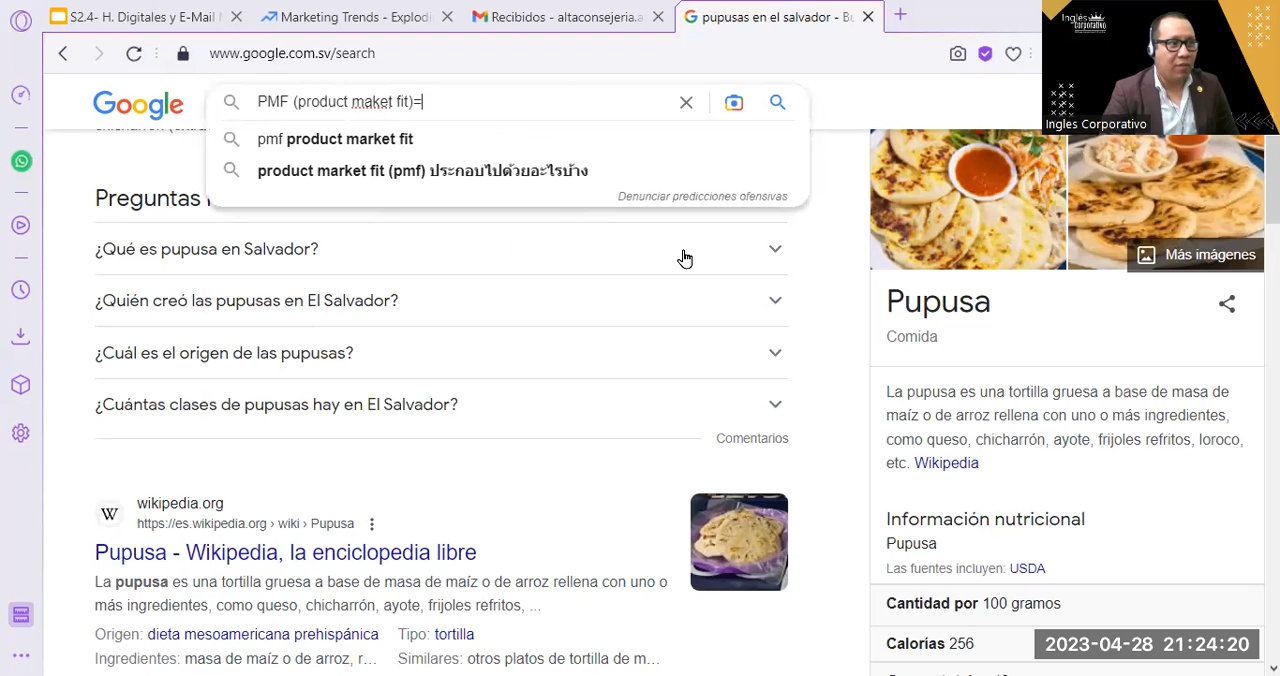 S2.4- H. Digitales y E-Mail
Marketing Trends - Explodi
Recibidos - altaconsejeria.a
pupusas en el salvador - Bu
www.google.com.sv/search
Google
PMF (product maket fit)=
pmf product market fit
product market fit (pmf) ประกอบไปด้วยอะไรบ้าง
Denunciar predicciones ofensivas
Preguntas
¿Qué es pupusa en Salvador?
¿Quién creó las pupusas en El Salvador?
¿Cuál es el origen de las pupusas?
¿Cuántas clases de pupusas hay en El Salvador?
Comentarios
W
wikipedia.org
https://es.wikipedia.org › wiki › Pupusa
Pupusa - Wikipedia, la enciclopedia libre
La pupusa es una tortilla gruesa a base de masa de maíz o de arroz rellena con uno o
más ingredientes, como queso, chicharrón, ayote, frijoles refritos, ...
Origen: dieta mesoamericana prehispánica Tipo: tortilla
Ingredientes: masa de maíz o de arroz, r... Similares: otros platos de tortilla de m...
Inglés
Corporativo
Ingles Corporativo
Más imágenes
Pupusa
Comida
La pupusa es una tortilla gruesa a base de masa de
maíz o de arroz rellena con uno o más ingredientes,
como queso, chicharrón, ayote, frijoles refritos, loroco,
etc. Wikipedia
Información nutricional
Pupusa
Las fuentes incluyen: USDA
Cantidad por 100 gramos
Calorías 256
2023-04-28 21:24:20